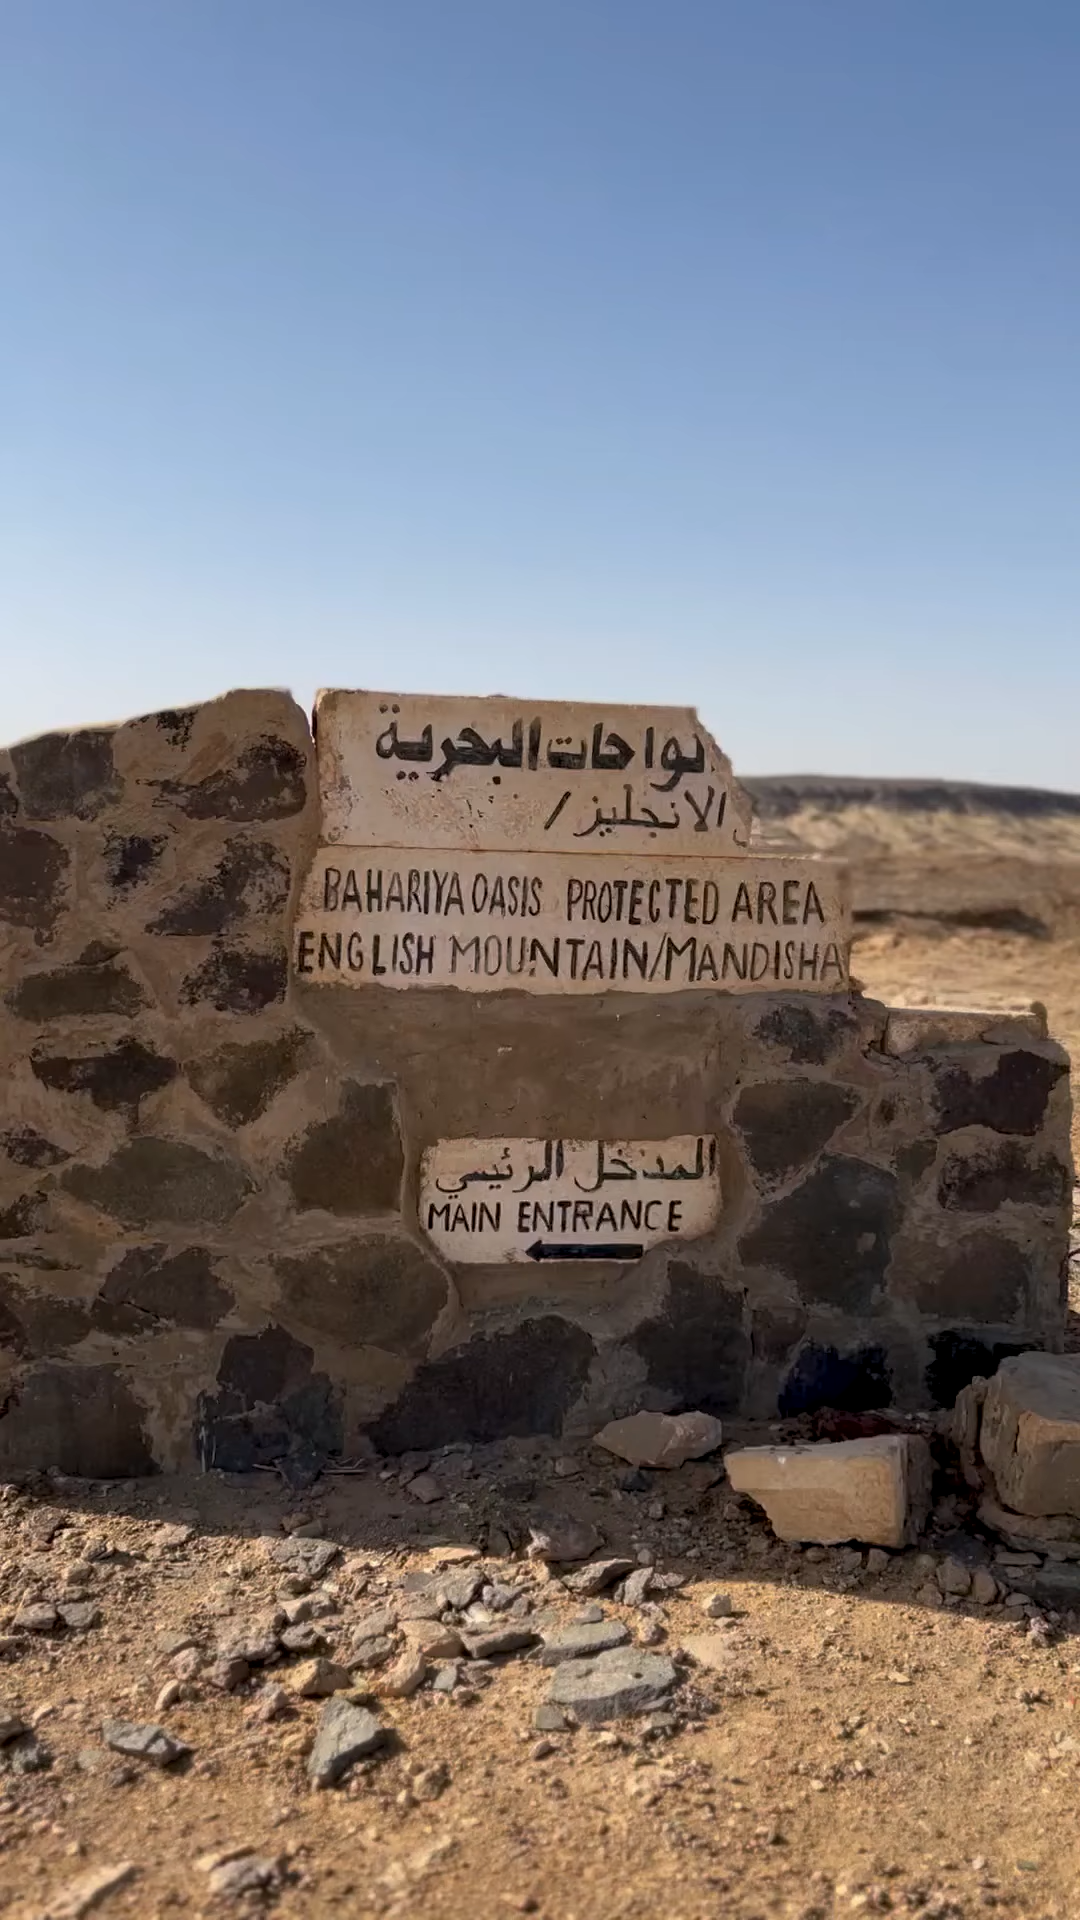 لواحات البحرية
الانجليز /
BAHARIYA OASIS PROTECTED AREA
ENGLISH MOUNTAIN/MANDISHA
المدخل الرئيسي
MAIN ENTRANCE